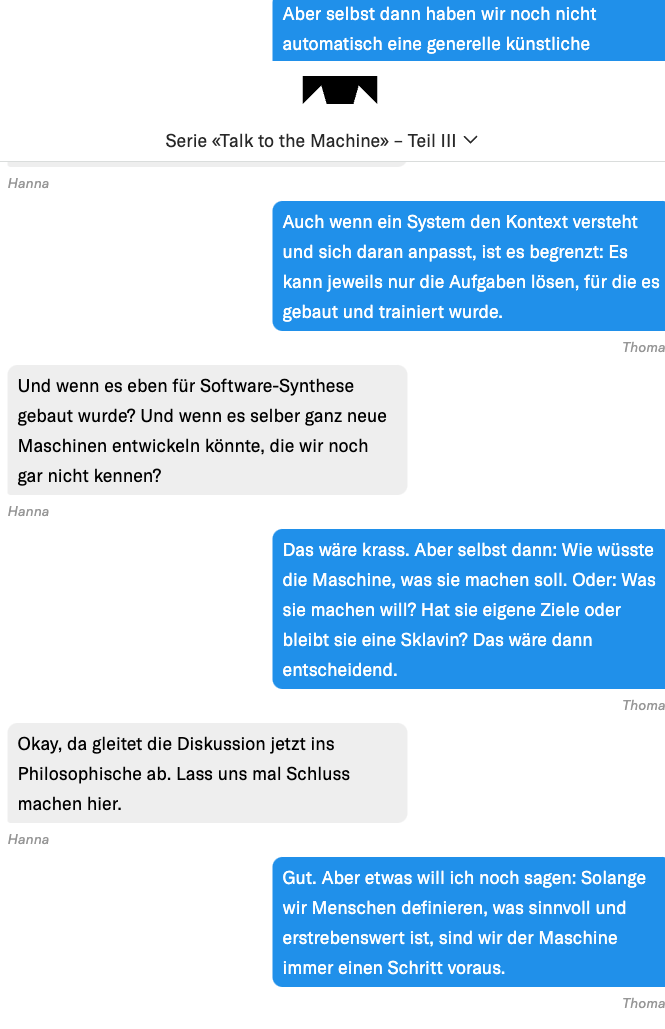 Aber selbst dann haben wir noch nicht
automatisch eine generelle künstliche
Serie «Talk to the Machine» – Teil III
Hanna
Auch wenn ein System den Kontext versteht
und sich daran anpasst, ist es begrenzt: Es
kann jeweils nur die Aufgaben lösen, für die es
gebaut und trainiert wurde.
Thoma
Und wenn es eben für Software-Synthese
gebaut wurde? Und wenn es selber ganz neue
Maschinen entwickeln könnte, die wir noch
gar nicht kennen?
Hanna
Das wäre krass. Aber selbst dann: Wie wüsste
die Maschine, was sie machen soll. Oder: Was
sie machen will? Hat sie eigene Ziele oder
bleibt sie eine Sklavin? Das wäre dann
entscheidend.
Thoma
Okay, da gleitet die Diskussion jetzt ins
Philosophische ab. Lass uns mal Schluss
machen hier.
Hanna
Gut. Aber etwas will ich noch sagen: Solange
wir Menschen definieren, was sinnvoll und
erstrebenswert ist, sind wir der Maschine
immer einen Schritt voraus.
Thoma